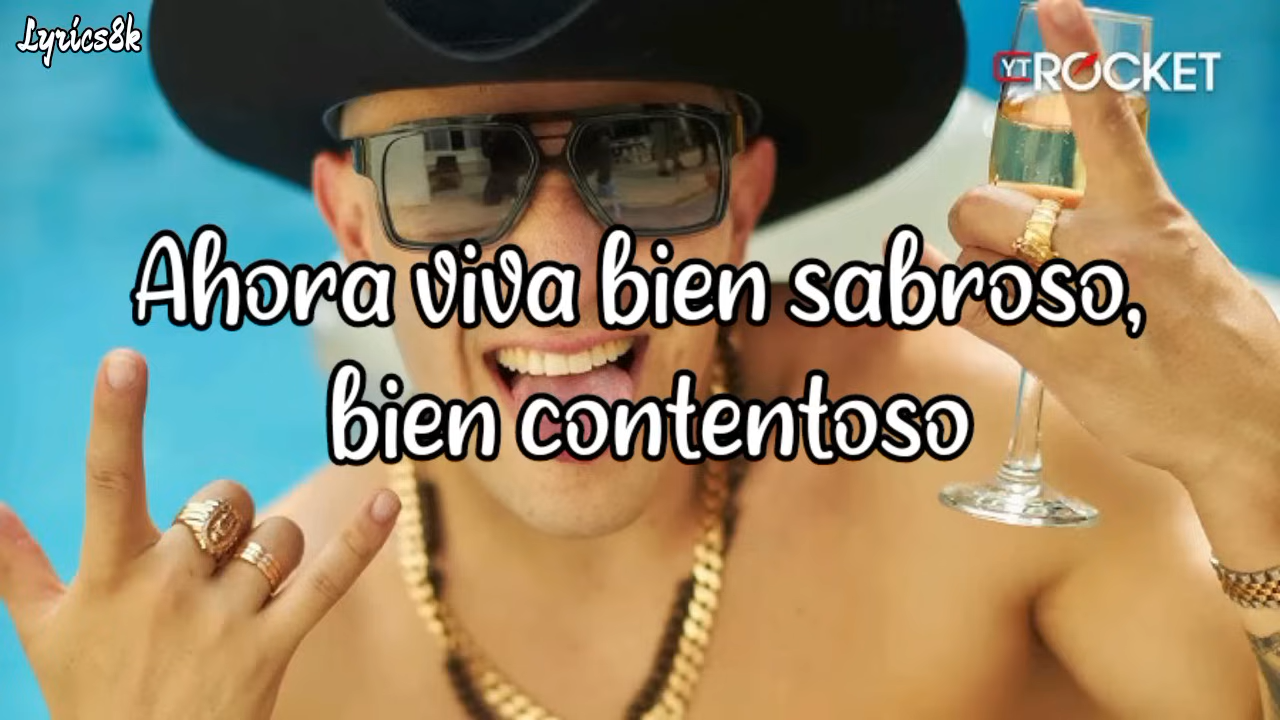 Lyrics8k
YT ROCKET
Ahora viva bien sabroso,
bien contentoso